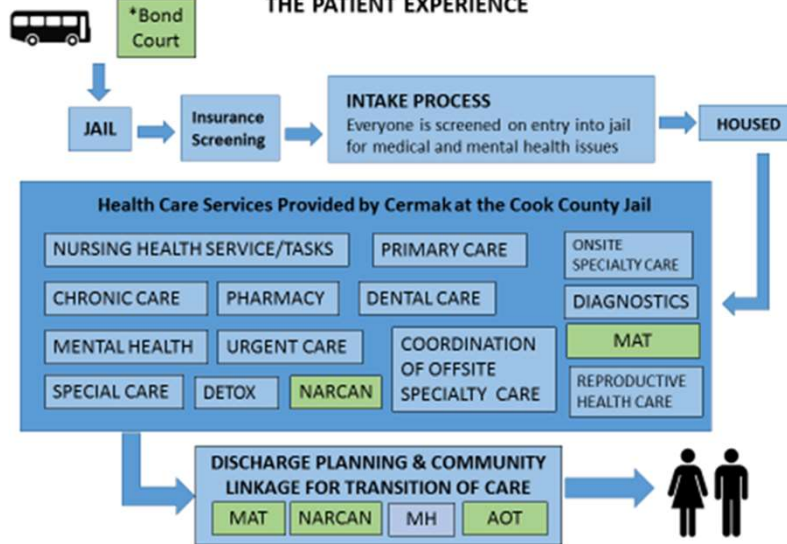 THE PATIENT EXPERIENCE
*Bond
Court
JAIL
Insurance
Screening
INTAKE PROCESS
Everyone is screened on entry into jail
for medical and mental health issues
HOUSED
Health Care Services Provided by Cermak at the Cook County Jail
NURSING HEALTH SERVICE/TASKS
PRIMARY CARE
ONSITE
SPECIALTY CARE
CHRONIC CARE
PHARMACY
DENTAL CARE
DIAGNOSTICS
MENTAL HEALTH
URGENT CARE
COORDINATION
OF OFFSITE
SPECIALTY CARE
MAT
SPECIAL CARE
DETOX
NARCAN
REPRODUCTIVE
HEALTH CARE
DISCHARGE PLANNING & COMMUNITY
LINKAGE FOR TRANSITION OF CARE
MAT
NARCAN
MH
AOT